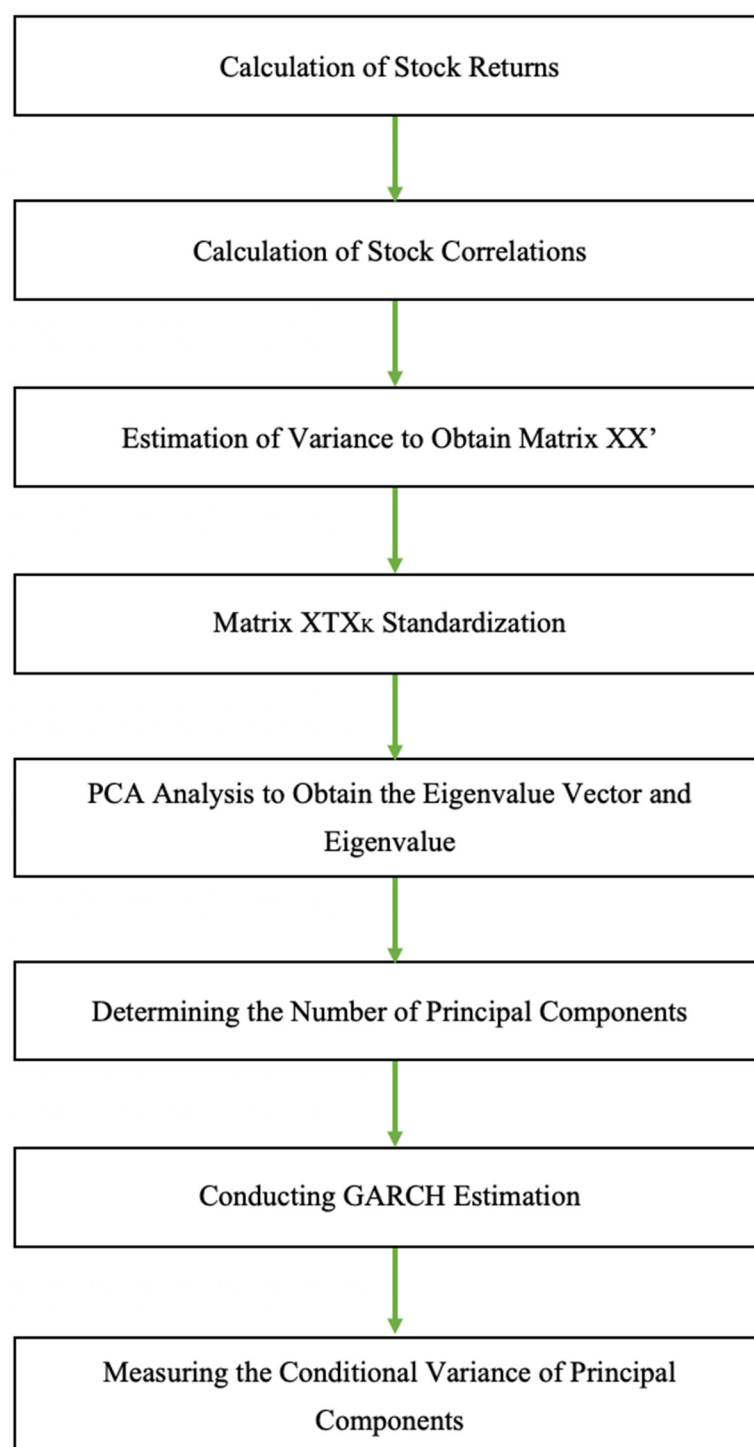 Calculation of Stock Returns
Calculation of Stock Correlations
Estimation of Variance to Obtain Matrix XX’
Matrix XTXK Standardization
PCA Analysis to Obtain the Eigenvalue Vector and
Eigenvalue
Determining the Number of Principal Components
Conducting GARCH Estimation
Measuring the Conditional Variance of Principal
Components